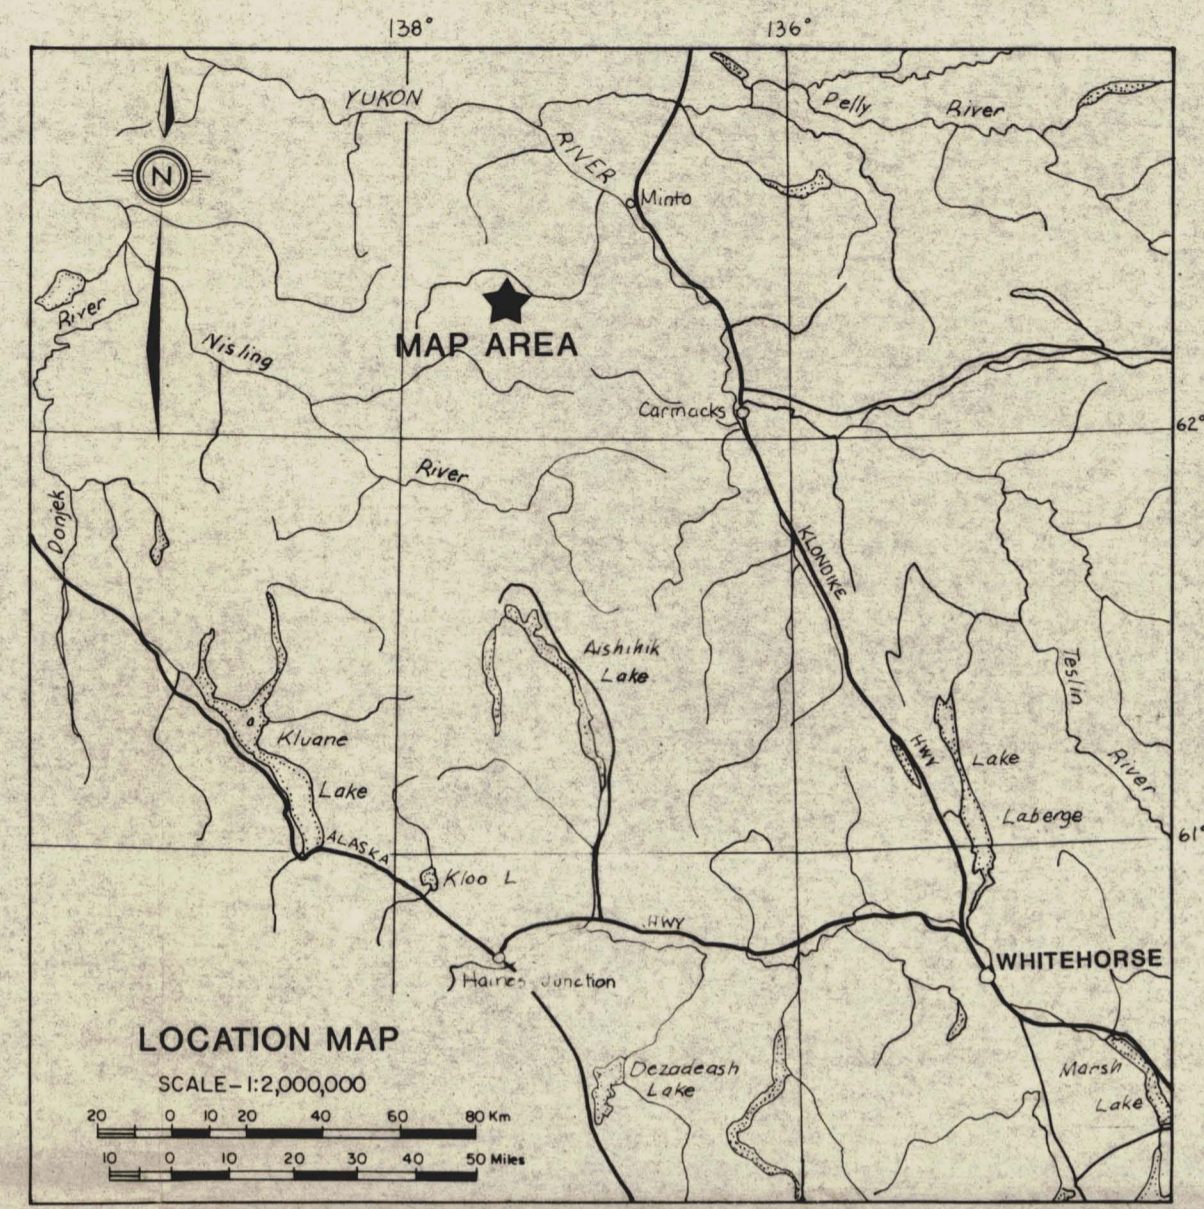 138°
136°
YUKON
RIVER
Pelly
River
N
Minto
River
MAP AREA
Nisling
Carmacks
62°
River
Donjek
KLONDIKE
Aishihik
Lake
Teslin
River
Kluane
Lake
HWY
Lake
Laberge
61°
ALASKA
Kloo L
HWY
WHITEHORSE
Haines Junction
LOCATION MAP
SCALE-1:2,000,000
20 0 10 20 40 60 80 Km
10 0 10 20 30 40 50 Miles
Dezadeash
Lake
Marsh
Lake